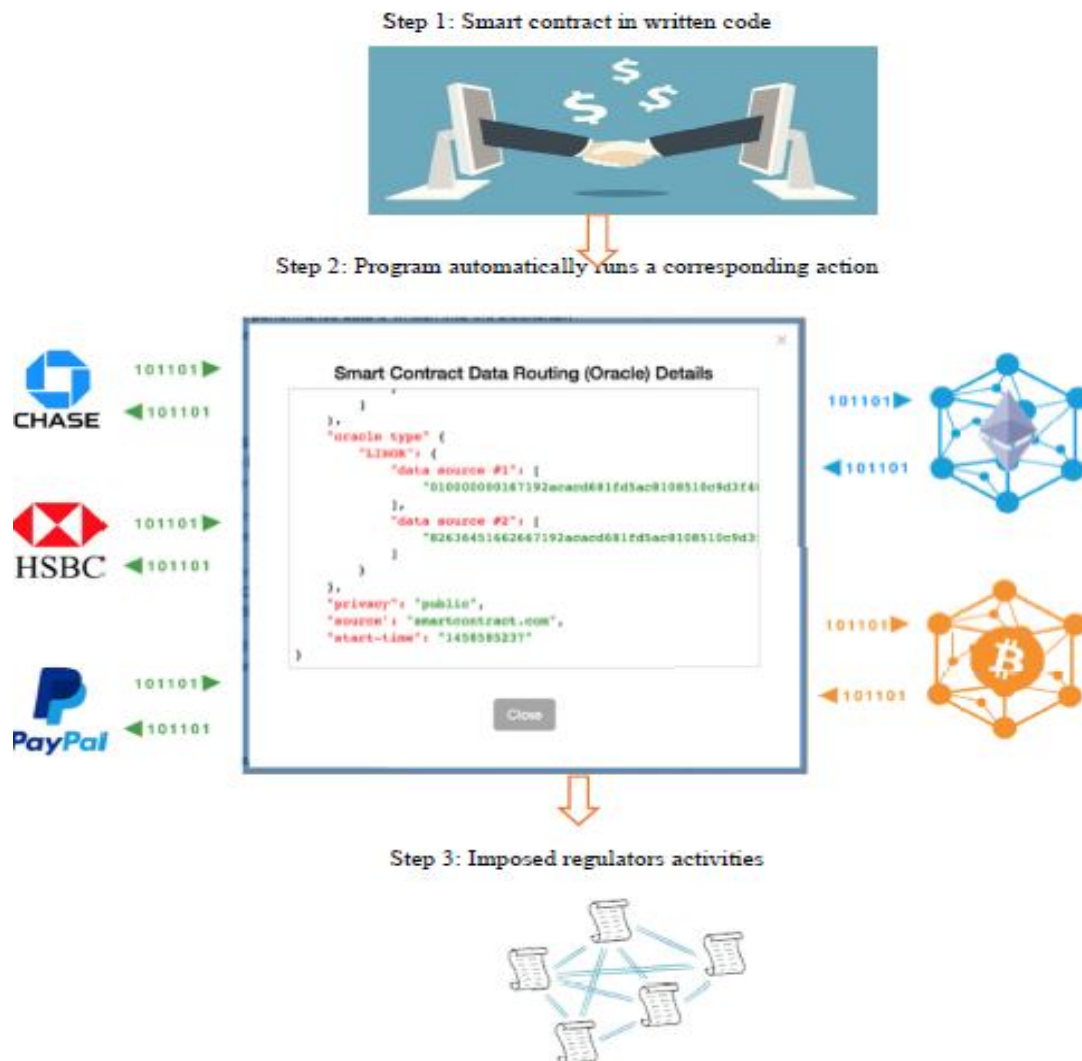 Step 1: Smart contract in written code
$ $ $
Step 2: Program automatically runs a corresponding action
×
Smart Contract Data Routing (Oracle) Details
]
},
"oracle type" {
"LIBOR": {
"data source #1": [
],
"data source #2": [
]
}
},
"privacy": "public",
"source": "smartcontract.com",
"start-time": "1458585237"
}
Close
CHASE
101101
101101
HSBC
101101
101101
PayPal
101101
101101
101101
101101
101101
101101
Step 3: Imposed regulators activities